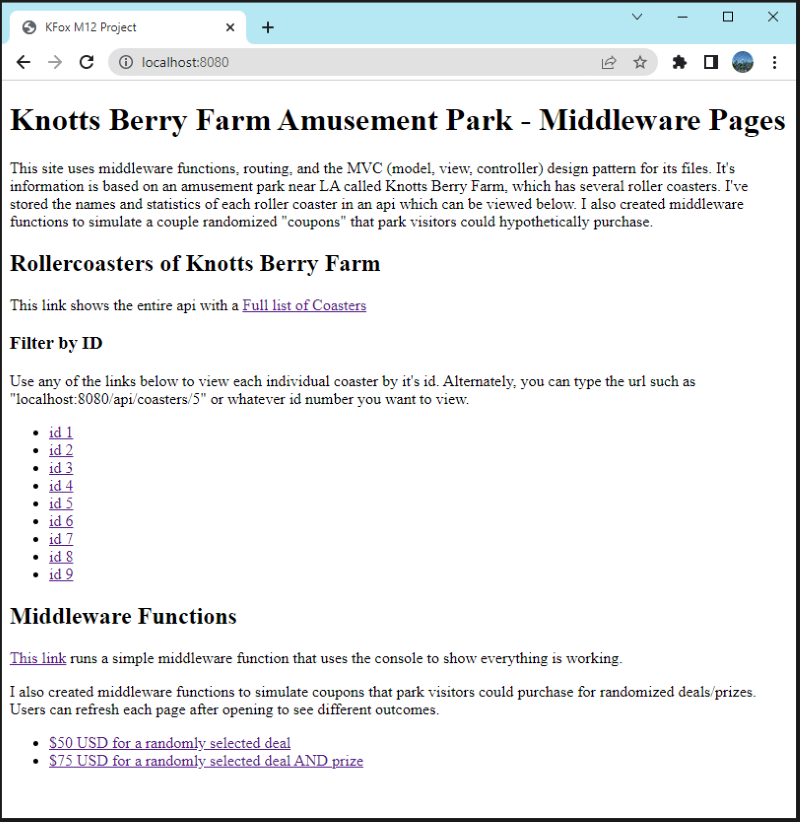 KFox M12 Project
localhost:8080
Knotts Berry Farm Amusement Park - Middleware Pages
This site uses middleware functions, routing, and the MVC (model, view, controller) design pattern for its files. It's
information is based on an amusement park near LA called Knotts Berry Farm, which has several roller coasters. I've
stored the names and statistics of each roller coaster in an api which can be viewed below. I also created middleware
functions to simulate a couple randomized "coupons" that park visitors could hypothetically purchase.
Rollercoasters of Knotts Berry Farm
This link shows the entire api with a Full list of Coasters
Filter by ID
Use any of the links below to view each individual coaster by it's id. Alternately, you can type the url such as
"localhost:8080/api/coasters/5" or whatever id number you want to view.
id 1
id 2
id 3
id 4
id 5
id 6
id 7
id 8
id 9
Middleware Functions
This link runs a simple middleware function that uses the console to show everything is working.
I also created middleware functions to simulate coupons that park visitors could purchase for randomized deals/prizes.
Users can refresh each page after opening to see different outcomes.
$50 USD for a randomly selected deal
$75 USD for a randomly selected deal AND prize